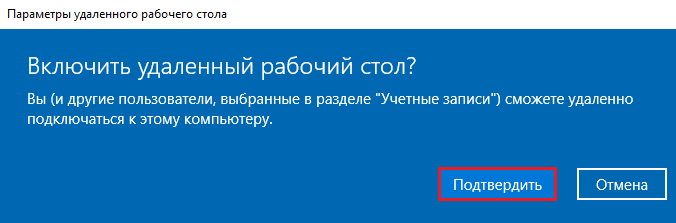 Параметры удаленного рабочего стола
Включить удаленный рабочий стол?
Вы (и другие пользователи, выбранные в разделе "Учетные записи") сможете удаленно
подключаться к этому компьютеру.
Подтвердить
Отмена